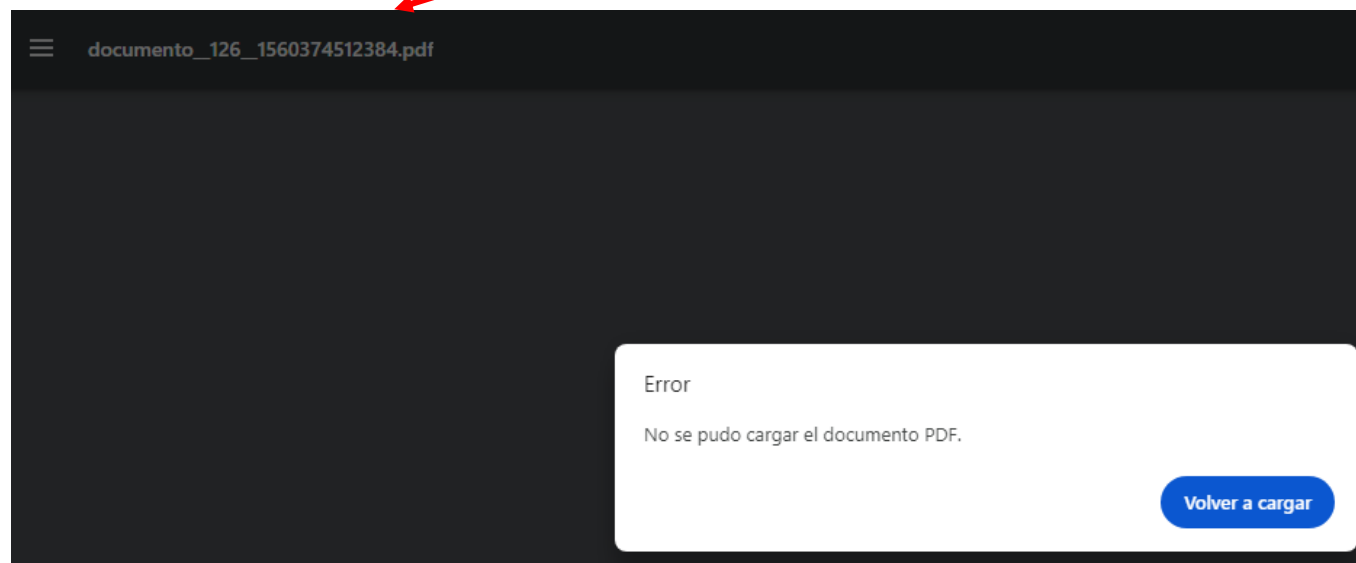 documento__126__1560374512384.pdf
Error
No se pudo cargar el documento PDF.
Volver a cargar